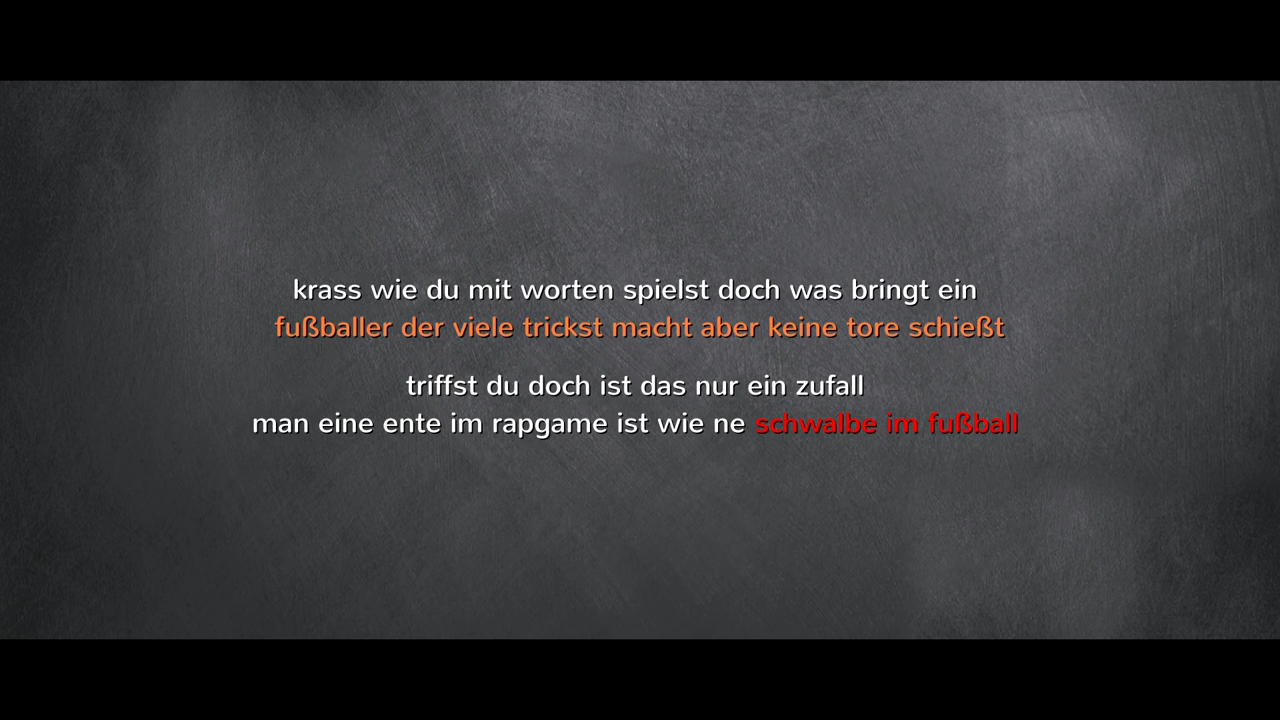 krass wie du mit worten spielst doch was bringt ein
fußballer der viele trickst macht aber keine tore schießt
triffst du doch ist das nur ein zufall
man eine ente im rapgame ist wie ne schwalbe im fußball